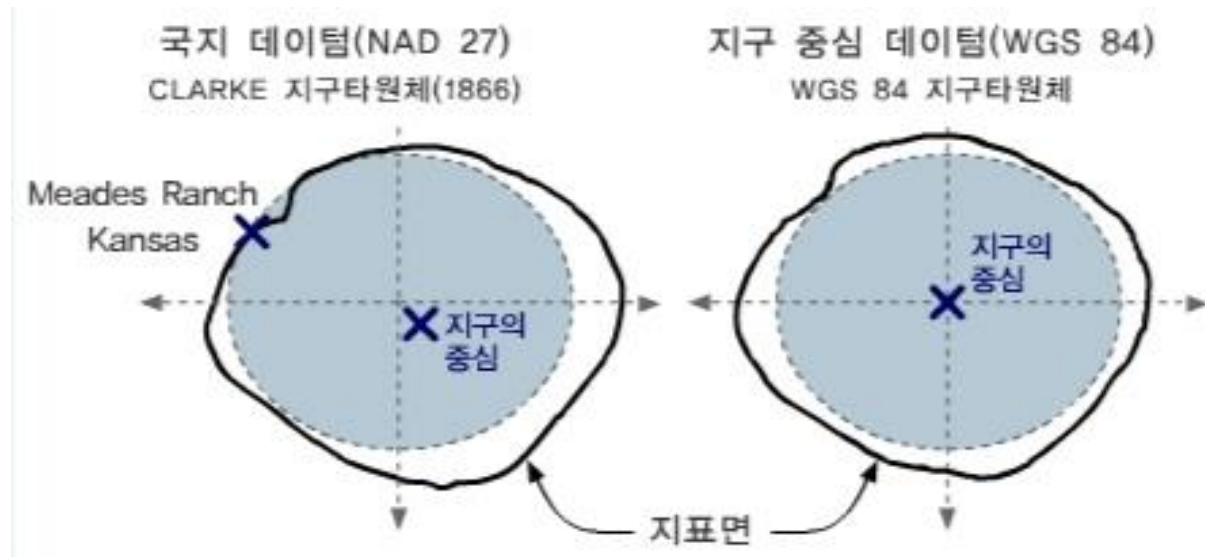 국지 데이텀(NAD 27)
CLARKE 지구타원체(1866)
Meades Ranch
Kansas
지구의
중심
지구 중심 데이텀(WGS 84)
WGS 84 지구타원체
지구의
중심
지표면